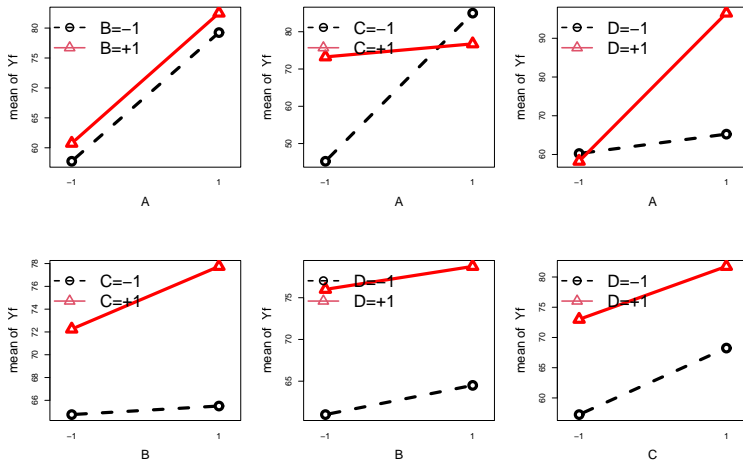 mean of Yf
80
75
70
65
60
B=−1
B=+1
−1
1
A
mean of Yf
80
70
60
50
C=−1
C=+1
−1
1
A
mean of Yf
90
80
70
60
D=−1
D=+1
−1
1
A
mean of Yf
78
76
74
72
70
68
66
C=−1
C=+1
−1
1
B
mean of Yf
75
70
65
D=−1
D=+1
−1
1
B
mean of Yf
80
75
70
65
60
D=−1
D=+1
−1
1
C